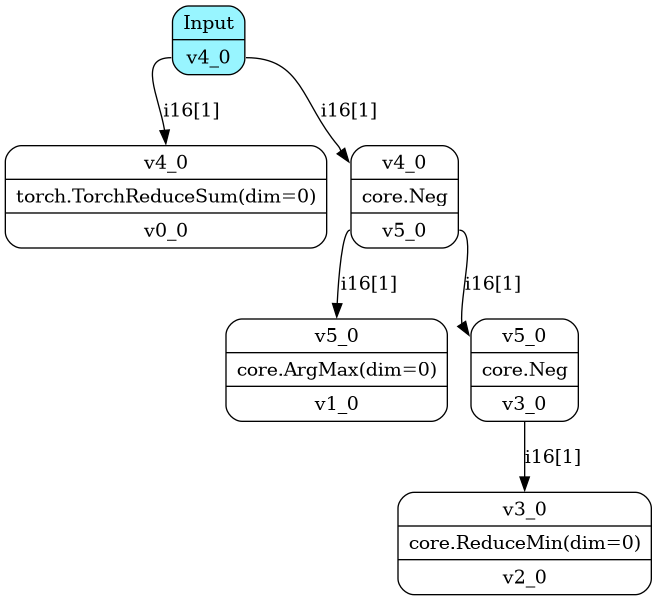 Input
v4_0
i16[1]
i16[1]
v4_0
torch.TorchReduceSum(dim=0)
v0_0
v4_0
core.Neg
v5_0
i16[1]
i16[1]
v5_0
core.ArgMax(dim=0)
v1_0
v5_0
core.Neg
v3_0
i16[1]
v3_0
core.ReduceMin(dim=0)
v2_0